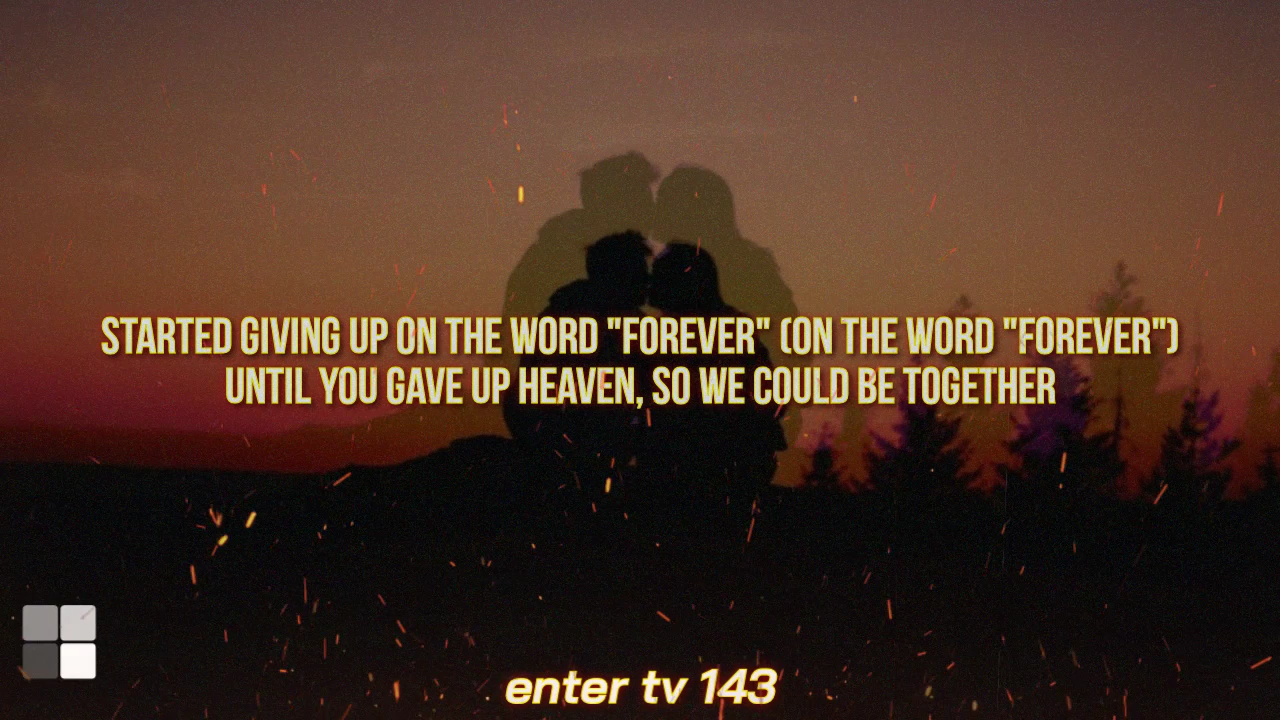 STARTED GIVING UP ON THE WORD "FOREVER" (ON THE WORD "FOREVER")
UNTIL YOU GAVE UP HEAVEN, SO WE COULD BE TOGETHER
enter tv 143